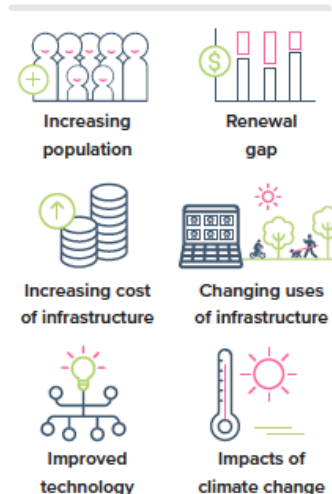 Increasing
population
Renewal
gap
Increasing cost
of infrastructure
Changing uses
of infrastructure
Improved
technology
Impacts of
climate change